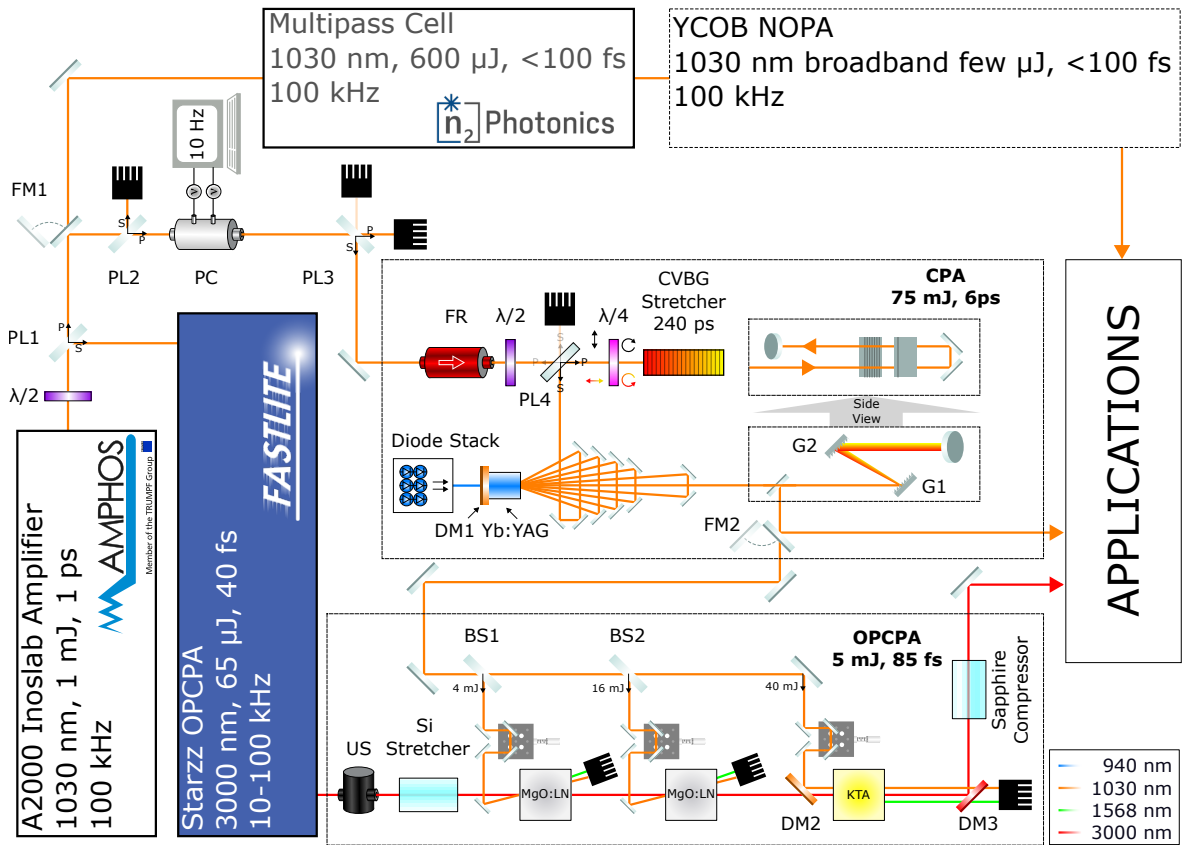 Multipass Cell
1030 nm, 600 µJ, <100 fs
100 kHz
*
n2 Photonics
YCOB NOPA
1030 nm broadband few µJ, <100 fs
100 kHz
10 Hz
V
V
FM1
S
P
S
P
PL2
PC
PL3
P
S
PL1
λ/2
AMPHOS
Member of the TRUMPF Group
A2000 Inoslab Amplifier
1030 nm, 1 mJ, 1 ps
100 kHz
FASTLITE
Starzz OPCPA
3000 nm, 65 µJ, 40 fs
10-100 kHz
CPA
75 mJ, 6ps
CVBG
Stretcher
240 ps
FR
λ/2
λ/4
S
P
P
S
PL4
Side
View
G2
G1
Diode Stack
DM1
Yb:YAG
FM2
APPLICATIONS
OPCPA
5 mJ, 85 fs
BS1
BS2
4 mJ
16 mJ
40 mJ
US
Si
Stretcher
MgO:LN
MgO:LN
KTA
DM2
DM3
Sapphire
Compressor
940 nm
1030 nm
1568 nm
3000 nm